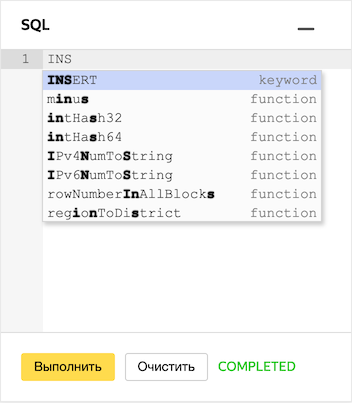 SQL
1 INS
INSERT keyword
minus function
intHash32 function
intHash64 function
IPv4NumToString function
IPv6NumToString function
rowNumberInAllBlocks function
regionToDistrict function
Выполнить Очистить COMPLETED